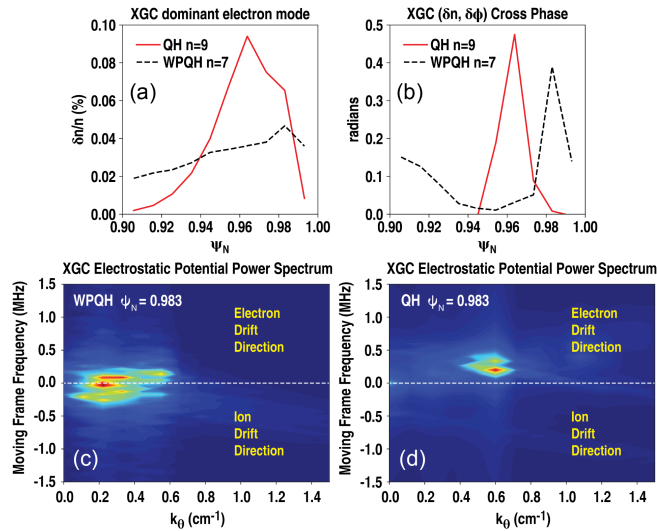 XGC dominant electron mode
QH n=9
WPQH n=7
(a)
δn/n (%)
0.10
0.08
0.06
0.04
0.02
0.00
0.90 0.92 0.94 0.96 0.98 1.00
Ψ_N
XGC (δn, δϕ) Cross Phase
QH n=9
WPQH n=7
(b)
radians
0.5
0.4
0.3
0.2
0.1
0.0
0.90 0.92 0.94 0.96 0.98 1.00
Ψ_N
XGC Electrostatic Potential Power Spectrum
WPQH Ψ_N = 0.983
Electron
Drift
Direction
Ion
Drift
Direction
(c)
Moving Frame Frequency (MHz)
1.5
1.0
0.5
0.0
-0.5
-1.0
-1.5
0.0 0.2 0.4 0.6 0.8 1.0 1.2 1.4
k_θ (cm⁻¹)
XGC Electrostatic Potential Power Spectrum
QH Ψ_N = 0.983
Electron
Drift
Direction
Ion
Drift
Direction
(d)
Moving Frame Frequency (MHz)
1.5
1.0
0.5
0.0
-0.5
-1.0
-1.5
0.0 0.2 0.4 0.6 0.8 1.0 1.2 1.4
k_θ (cm⁻¹)